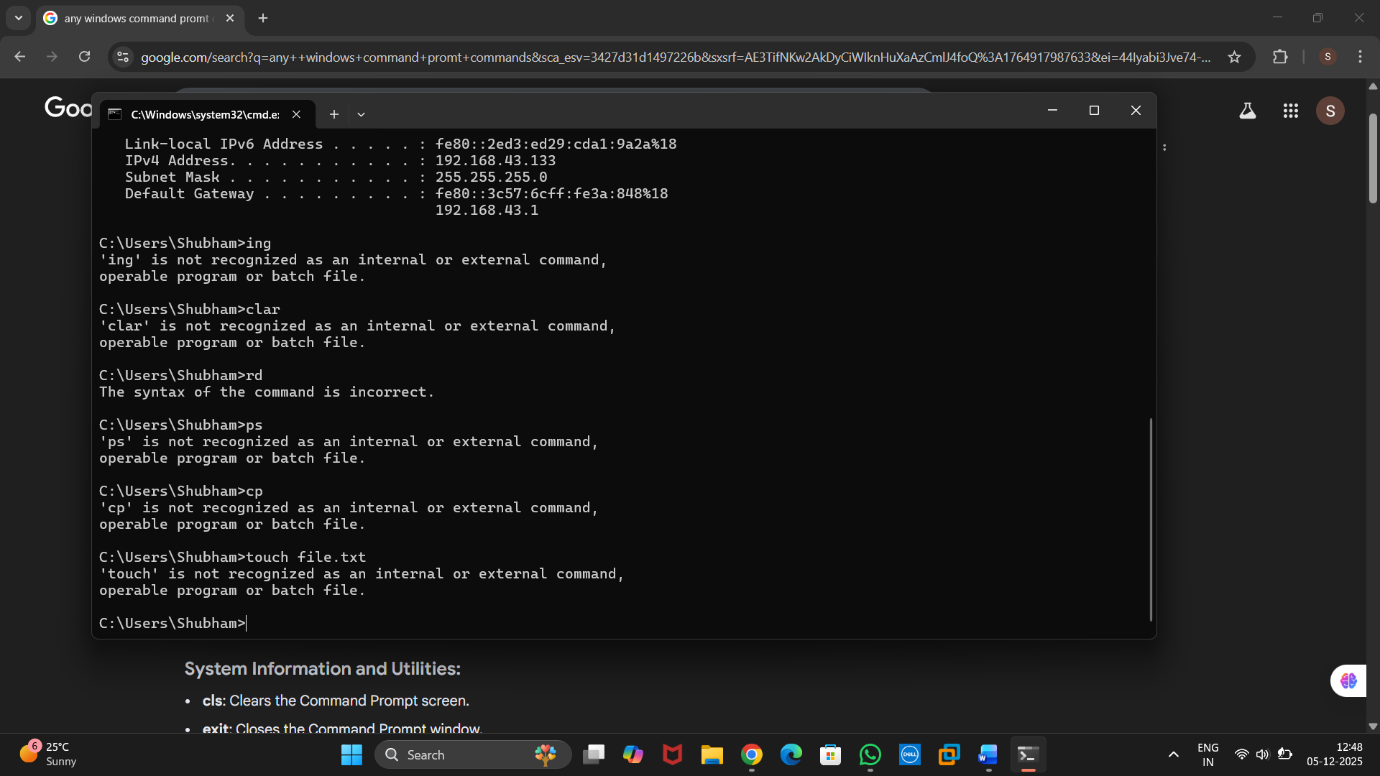 any windows command promt
google.com/search?q=any++windows+command+promt+commands&sca_esv=3427d31d1497226b&sxsrf=AE3TifNKw2AkDyCiWIknHuXaAzCmlJ4foQ%3A1764917987633&ei=44Iyabi3Jve74-...
S
Goo
S
C:\Windows\system32\cmd.e:
Link-local IPv6 Address . . . . . : fe80::2ed3:ed29:cda1:9a2a%18
IPv4 Address. . . . . . . . . . . : 192.168.43.133
Subnet Mask . . . . . . . . . . . : 255.255.255.0
Default Gateway . . . . . . . . . : fe80::3c57:6cff:fe3a:848%18
192.168.43.1
C:\Users\Shubham>ing
'ing' is not recognized as an internal or external command,
operable program or batch file.
C:\Users\Shubham>clar
'clar' is not recognized as an internal or external command,
operable program or batch file.
C:\Users\Shubham>rd
The syntax of the command is incorrect.
C:\Users\Shubham>ps
'ps' is not recognized as an internal or external command,
operable program or batch file.
C:\Users\Shubham>cp
'cp' is not recognized as an internal or external command,
operable program or batch file.
C:\Users\Shubham>touch file.txt
'touch' is not recognized as an internal or external command,
operable program or batch file.
C:\Users\Shubham>
System Information and Utilities:
• cls: Clears the Command Prompt screen.
• exit: Closes the Command Prompt window.
6
25°C
Sunny
Search
DELL
W
ENG
IN
12:48
05-12-2025